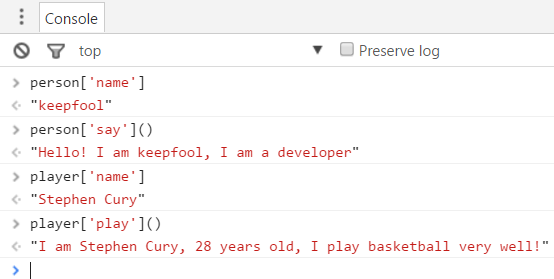 Console
top
Preserve log
person['name']
"keepfool"
person['say']()
"Hello! I am keepfool, I am a developer"
player['name']
"Stephen Cury"
player['play']()
"I am Stephen Cury, 28 years old, I play basketball very well!"